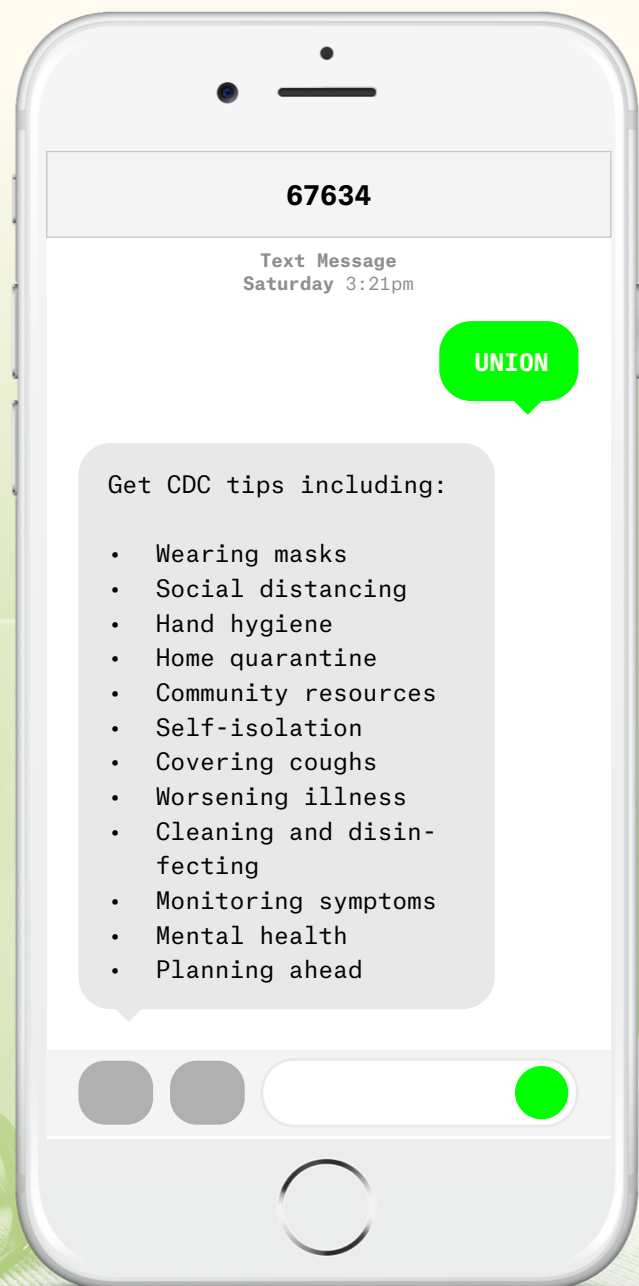 67634
Text Message
Saturday 3:21pm
UNION
Get CDC tips including:
• Wearing masks
• Social distancing
• Hand hygiene
• Home quarantine
• Community resources
• Self-isolation
• Covering coughs
• Worsening illness
• Cleaning and disin-
fecting
• Monitoring symptoms
• Mental health
• Planning ahead